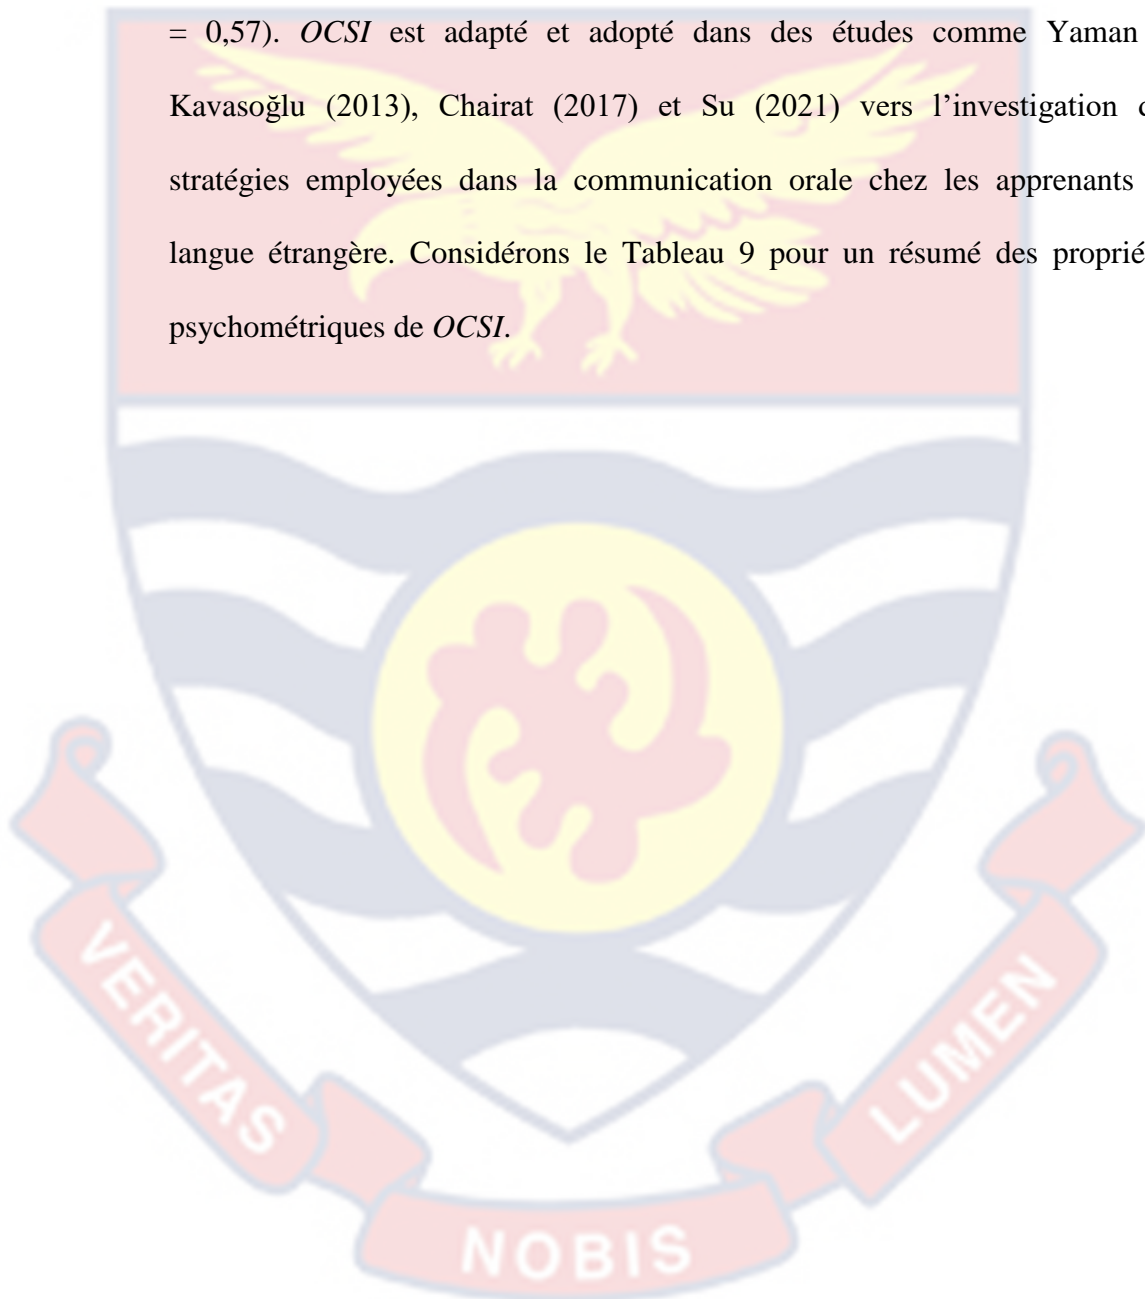 = 0,57). OCSI est adapté et adopté dans des études comme Yaman
Kavasoğlu (2013), Chairat (2017) et Su (2021) vers l’investigation
stratégies employées dans la communication orale chez les apprenants
langue étrangère. Considérons le Tableau 9 pour un résumé des
psychométriques de OCSI.
VERITAS
NOBIS
LUMEN